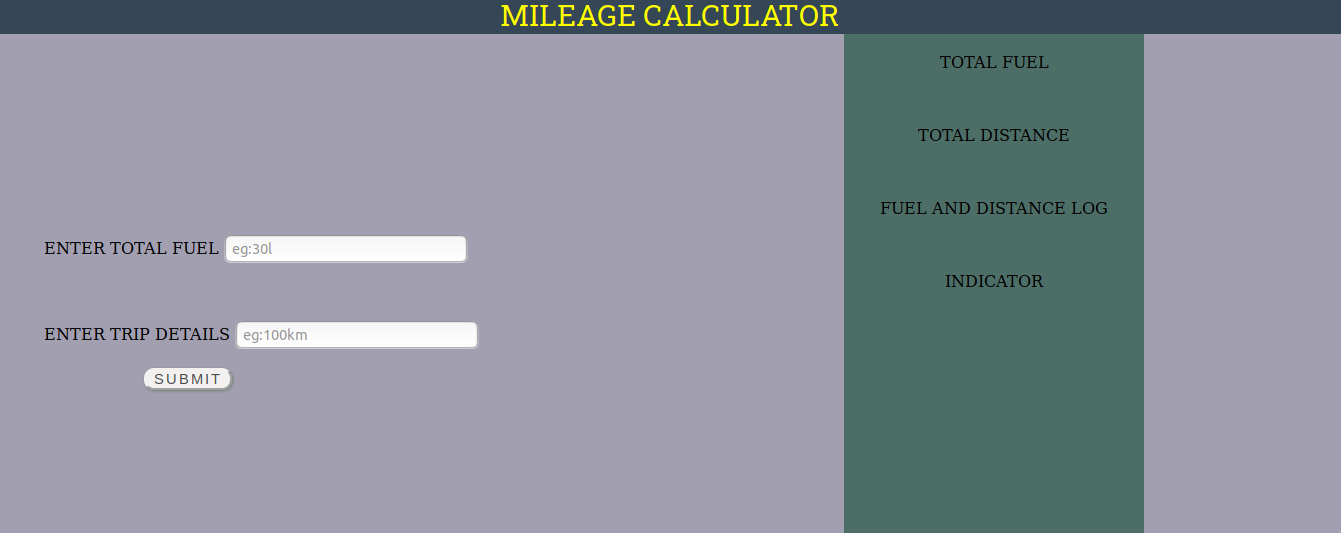 MILEAGE CALCULATOR
ENTER TOTAL FUEL eg:30l
ENTER TRIP DETAILS eg:100km
SUBMIT
TOTAL FUEL
TOTAL DISTANCE
FUEL AND DISTANCE LOG
INDICATOR